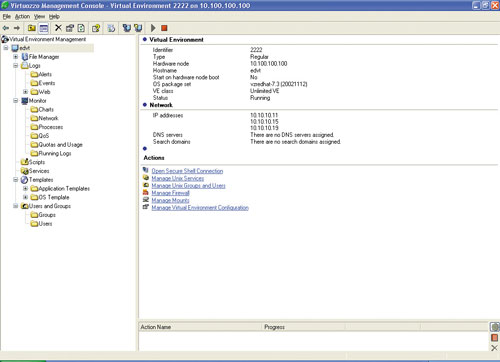 Virtuozzo Management Console - Virtual Environment 2222 on 10.100.100.100
File Action View Help
Virtual Environment Management
edvt
File Manager
Logs
Alerts
Events
Web
Monitor
Charts
Network
Processes
QoS
Quotas and Usage
Running Logs
Scripts
Services
Templates
Application Templates
OS Template
Users and Groups
Groups
Users
Virtual Environment
Identifier 2222
Type Regular
Hardware node 10.100.100.100
Hostname edvt
Start on hardware node boot No
OS package set vzredhat-7.3 (20021112)
VE class Unlimited VE
Status Running
Network
IP addresses 10.10.10.11
10.10.10.15
10.10.10.19
DNS servers There are no DNS servers assigned.
Search domains There are no search domains assigned.
Actions
Open Secure Shell Connection
Manage Unix Services
Manage Unix Groups and Users
Manage Firewall
Manage Mounts
Manage Virtual Environment Configuration
Action Name Progress